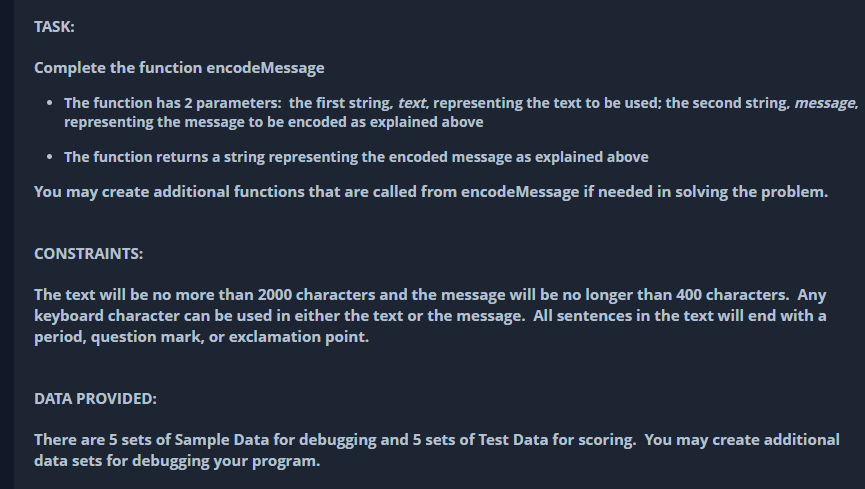 TASK:
Complete the function encodeMessage
• The function has 2 parameters:  the first string, text, representing the text to be used; the second string, message,
representing the message to be encoded as explained above
• The function returns a string representing the encoded message as explained above
You may create additional functions that are called from encodeMessage if needed in solving the problem.
CONSTRAINTS:
The text will be no more than 2000 characters and the message will be no longer than 400 characters.  Any
keyboard character can be used in either the text or the message.  All sentences in the text will end with a
period, question mark, or exclamation point.
DATA PROVIDED:
There are 5 sets of Sample Data for debugging and 5 sets of Test Data for scoring.  You may create additional
data sets for debugging your program.